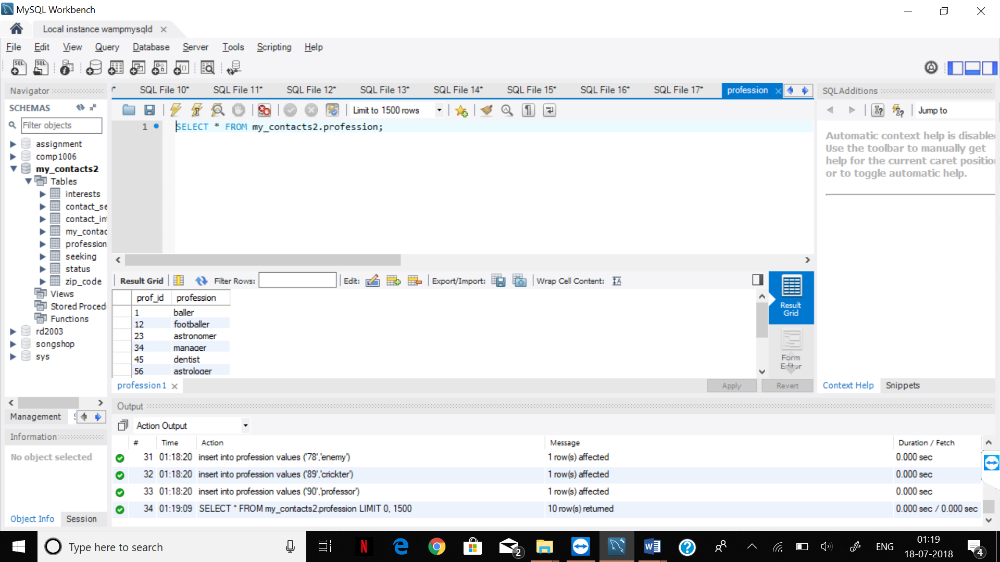 MySQL Workbench
Local instance wampmysqld
File Edit View Query Database Server Tools Scripting Help
Navigator
SCHEMAS
Filter objects
assignment
comp1006
my_contacts2
Tables
interests
contact_se
contact_in
my_contac
profession
seeking
status
zip_code
Views
Stored Proced
Functions
rd2003
songshop
sys
Management
Information
No object selected
Object Info Session
SQL File 10* SQL File 11* SQL File 12* SQL File 13* SQL File 14* SQL File 15* SQL File 16* SQL File 17* profession
Limit to 1500 rows
1 SELECT * FROM my_contacts2.profession;
Result Grid Filter Rows: Edit: Export/Import: Wrap Cell Content:
prof_id profession
1 baller
12 footballer
23 astronomer
34 manager
45 dentist
56 astrologer
Result Grid
Form Editor
profession1 Apply Revert
SQLAdditions
Jump to
Automatic context help is disable
Use the toolbar to manually get
help for the current caret position
or to toggle automatic help.
Context Help Snippets
Output
Action Output
# Time Action Message Duration / Fetch
31 01:18:20 insert into profession values ('78','enemy') 1 row(s) affected 0.000 sec
32 01:18:20 insert into profession values ('89','crickter') 1 row(s) affected 0.000 sec
33 01:18:20 insert into profession values ('90','professor') 1 row(s) affected 0.000 sec
34 01:19:09 SELECT * FROM my_contacts2.profession LIMIT 0, 1500 10 row(s) returned 0.000 sec / 0.000 sec
Type here to search
2
ENG
01:19
18-07-2018
4